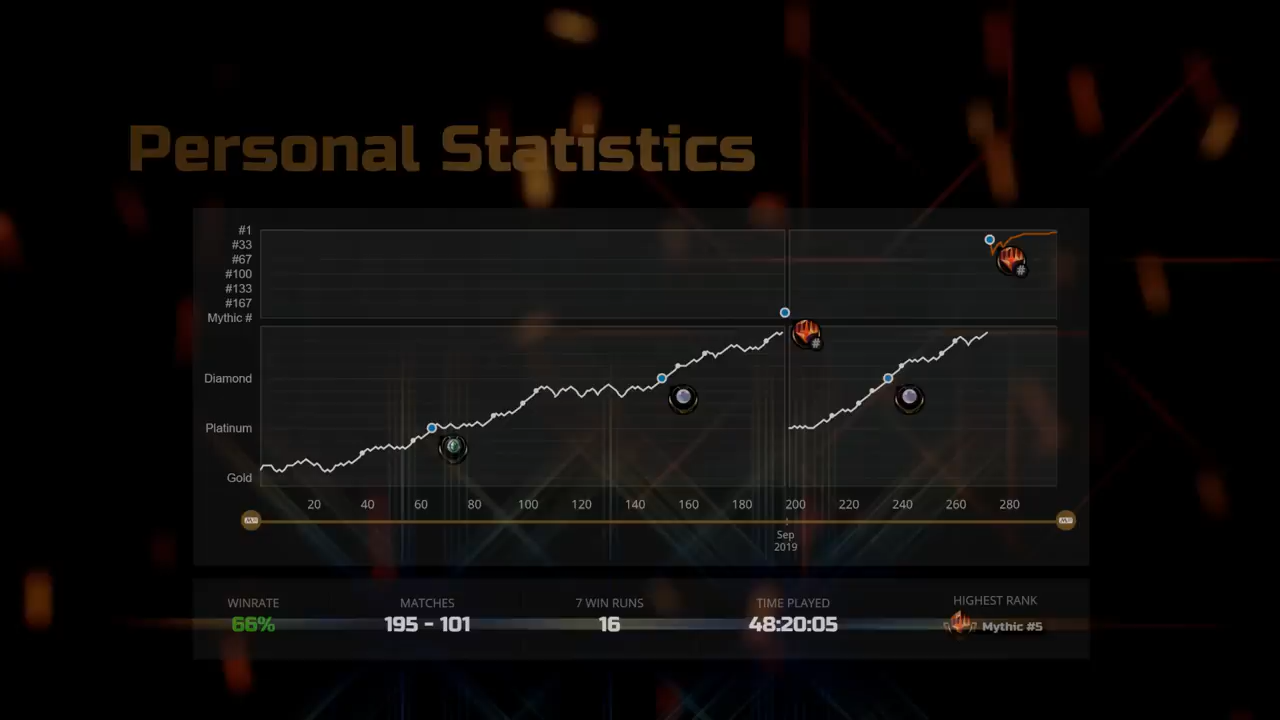 Personal Statistics
#1
#33
#67
#100
#133
#167
Mythic #
Diamond
Platinum
Gold
20 40 60 80 100 120 140 160 180 200 220 240 260 280
Sep
2019
WINRATE MATCHES 7 WIN RUNS TIME PLAYED HIGHEST RANK
66% 195 - 101 16 48:20:05 Mythic #5